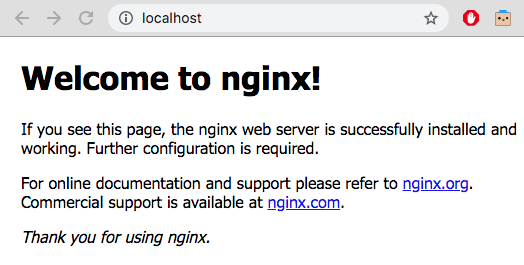 localhost
Welcome to nginx!
If you see this page, the nginx web server is successfully installed and
working. Further configuration is required.
For online documentation and support please refer to nginx.org.
Commercial support is available at nginx.com.
Thank you for using nginx.